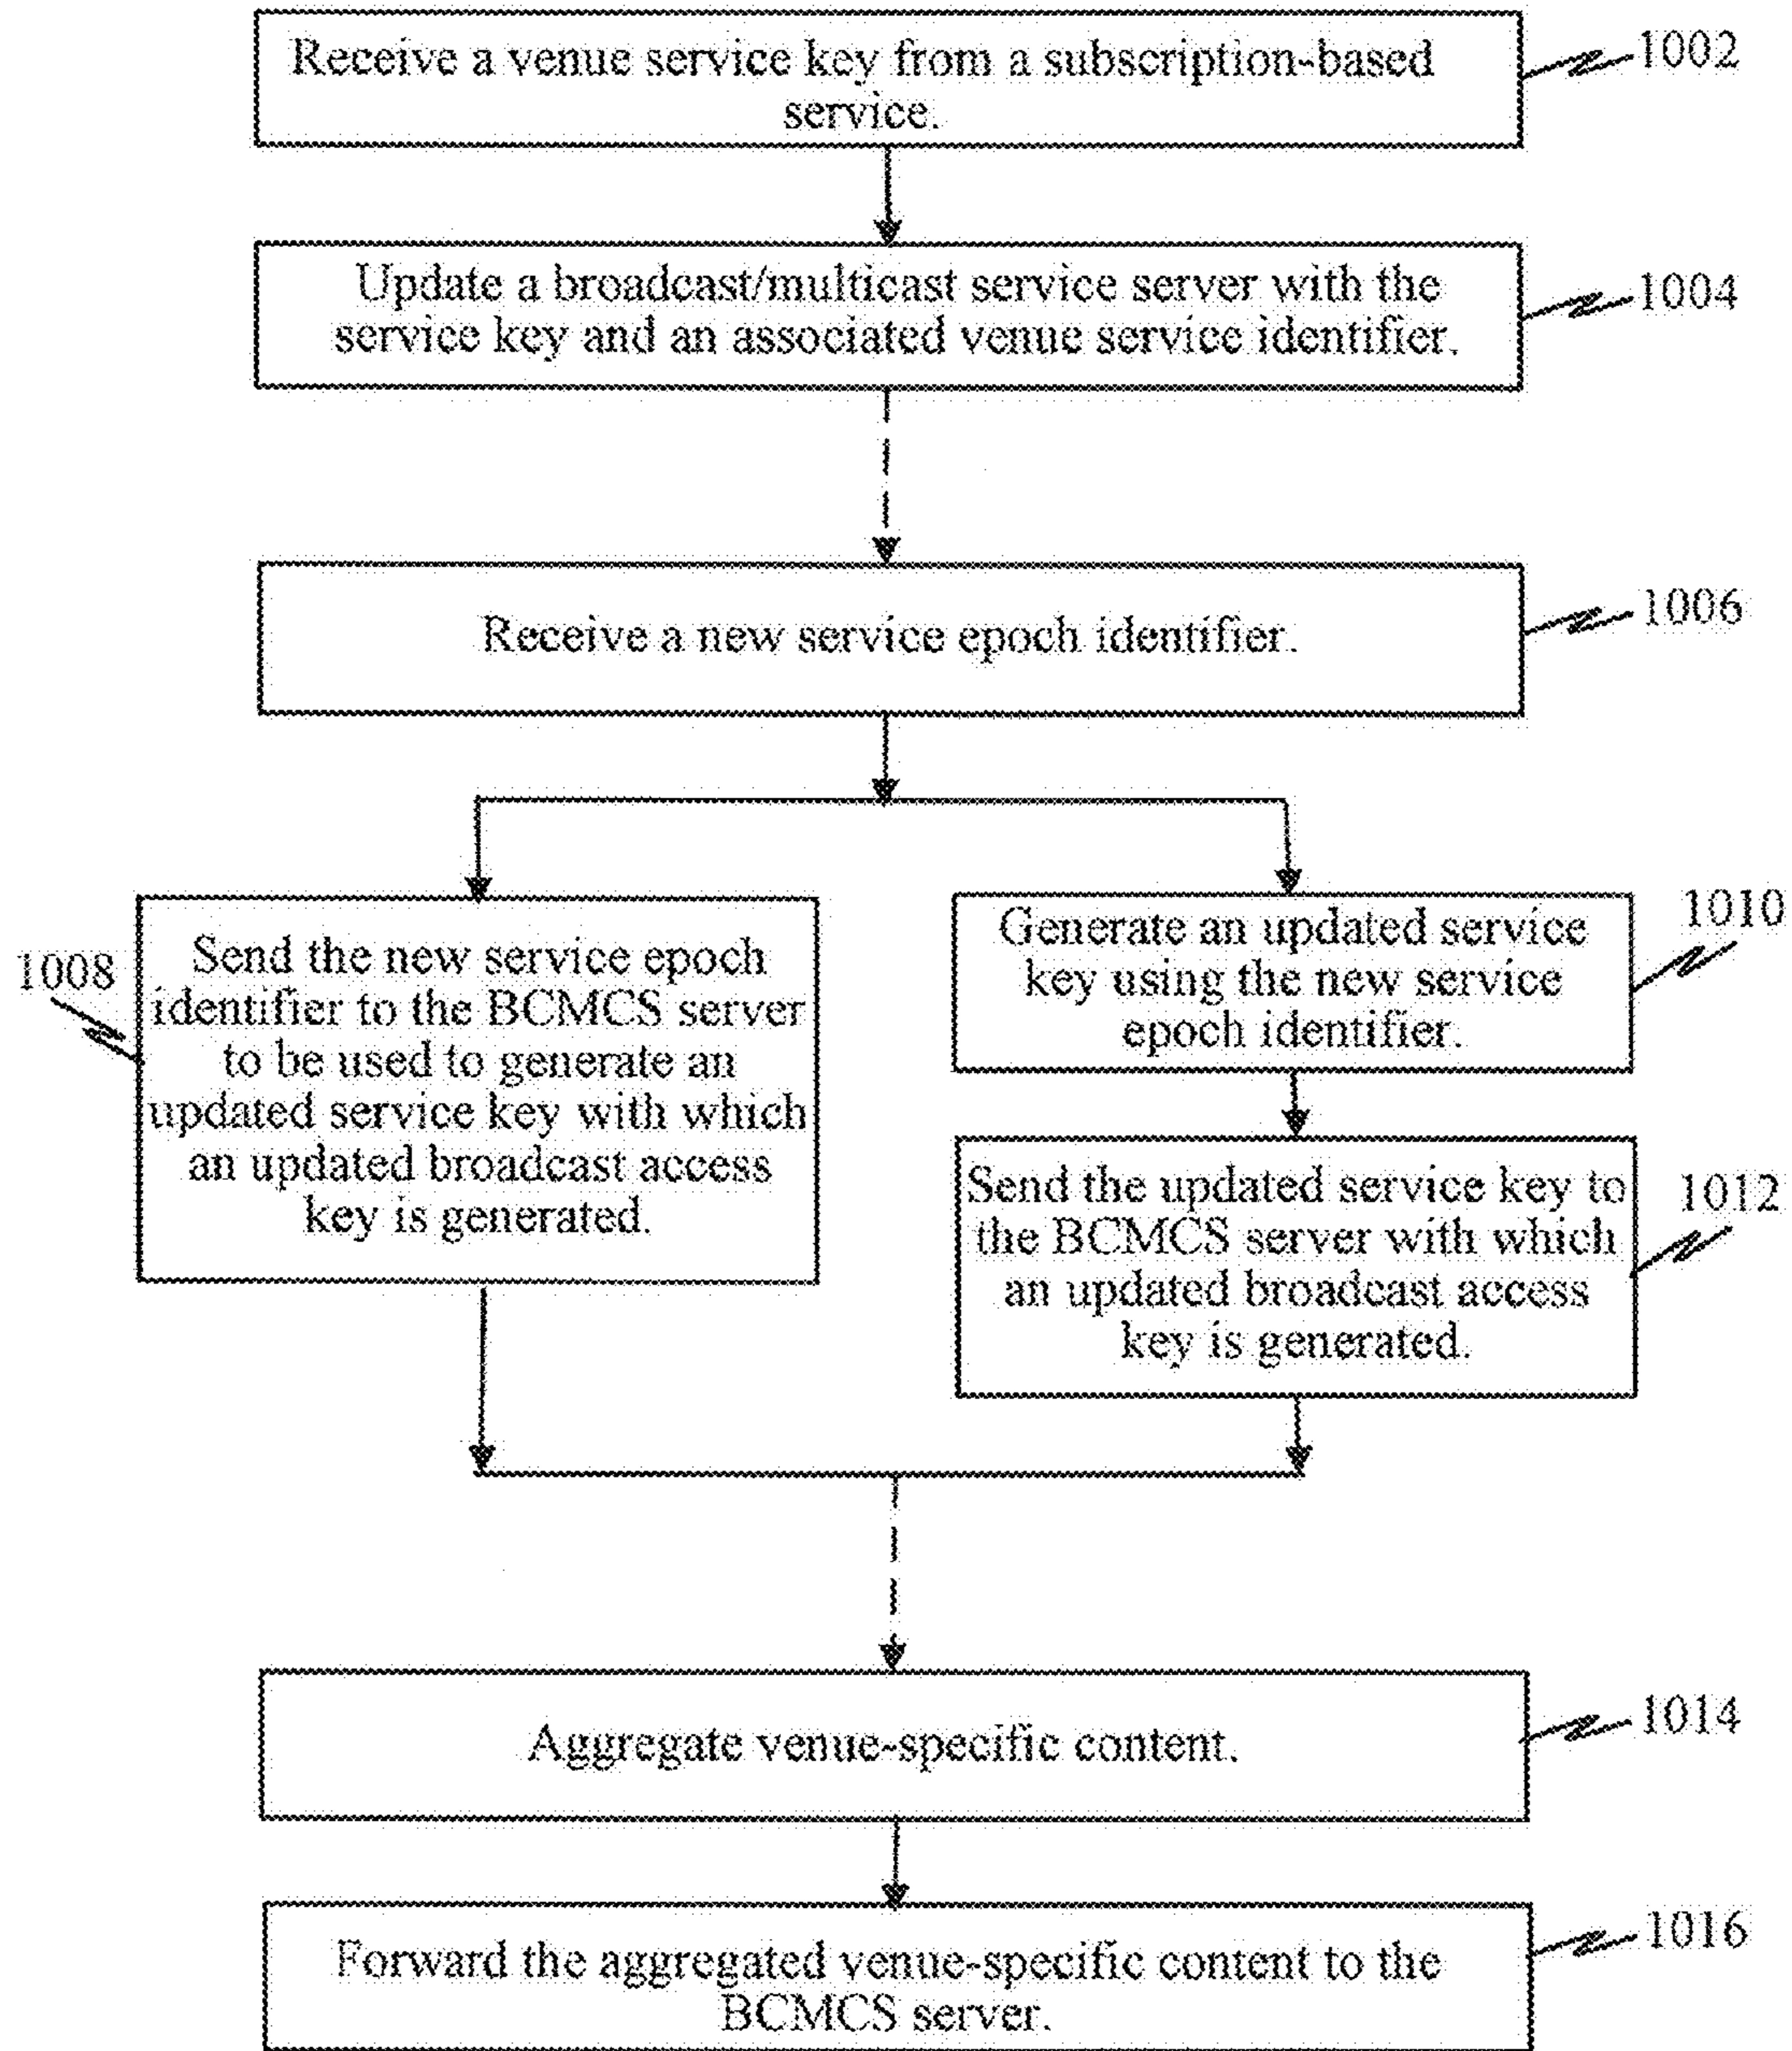 Receive a venue service key from a subscription-based
service.
1002
Update a broadcast/multicast service server with the
service key and an associated venue service identifier.
1004
Receive a new service epoch identifier.
1006
1008
Send the new service epoch
identifier to the BCMCS server
to be used to generate an
updated service key with which
an updated broadcast access
key is generated.
Generate an updated service
key using the new service
epoch identifier.
1010
Send the updated service key to
the BCMCS server with which
an updated broadcast access
key is generated.
1012
Aggregate venue-specific content.
1014
Forward the aggregated venue-specific content to the
BCMCS server.
1016